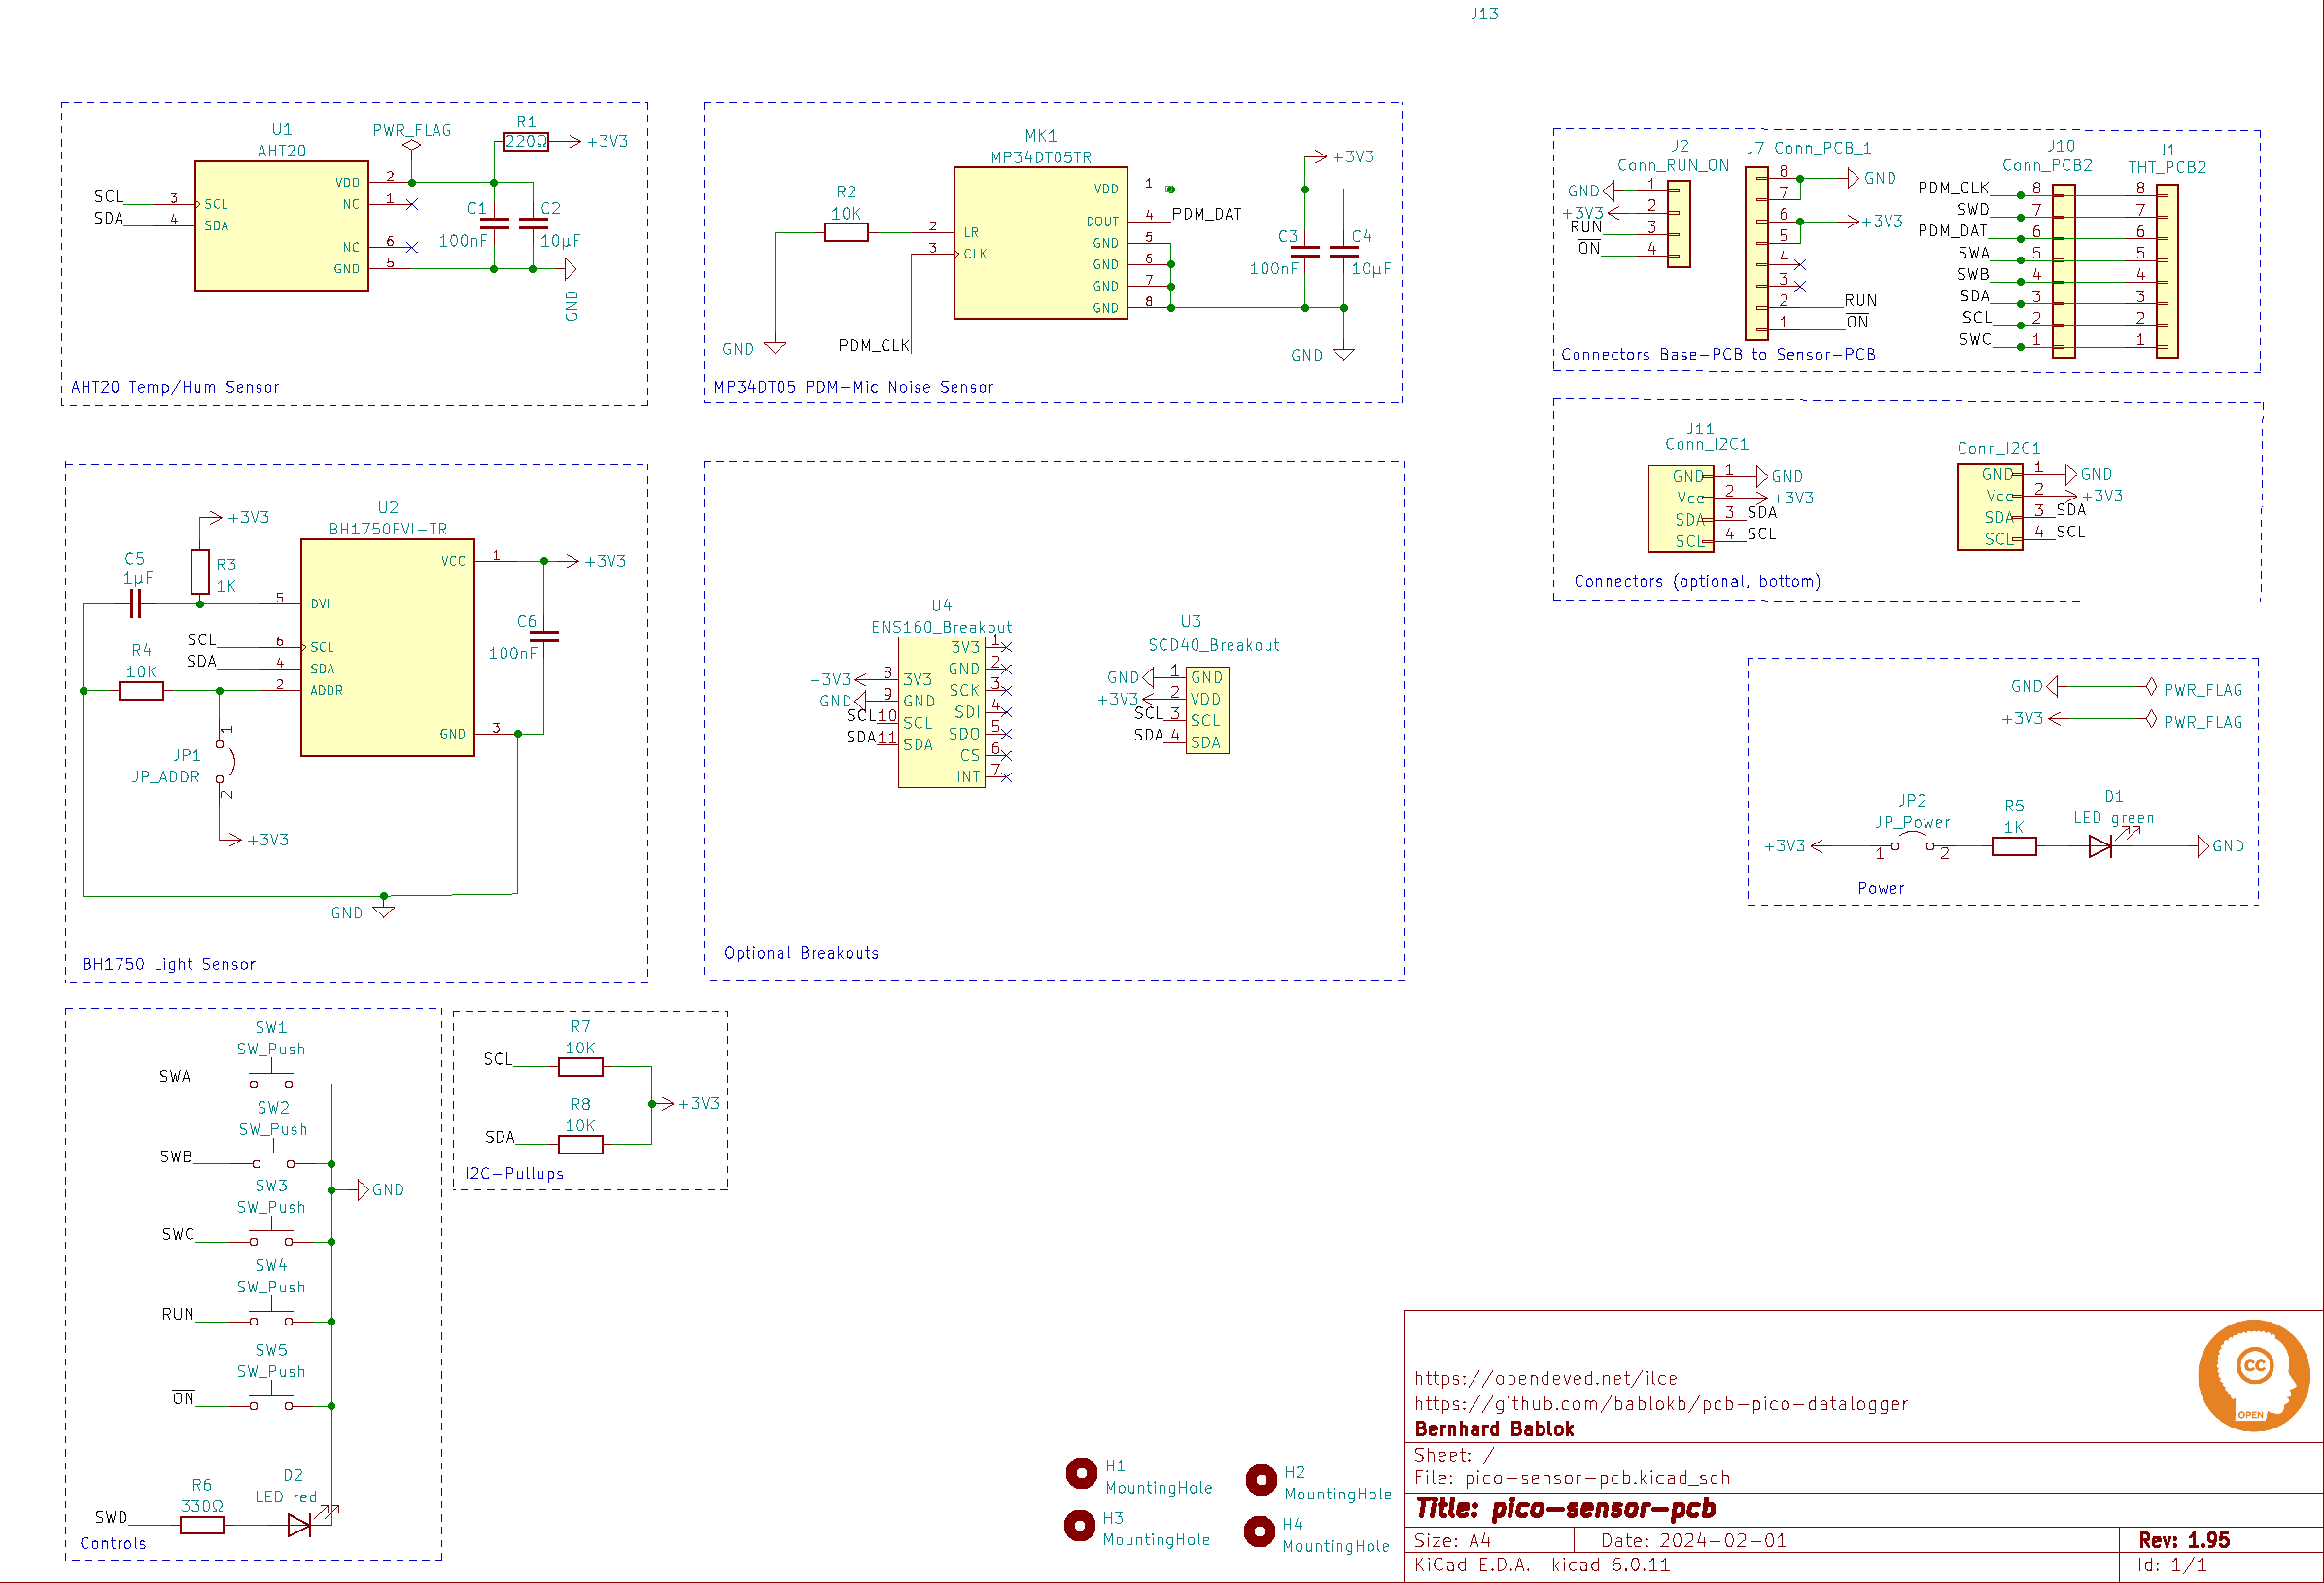 J13
U1
AHT20
PWR_FLAG
R1
220Ω
+3V3
SCL
3
SCL
SDA
4
SDA
VDD
2
NC
1
NC
6
GND
5
C1
100nF
C2
10µF
GND
AHT20 Temp/Hum Sensor
MK1
MP34DT05TR
+3V3
R2
10K
2
LR
3
CLK
VDD
1
DOUT
4
PDM_DAT
GND
5
GND
6
GND
7
GND
8
C3
100nF
C4
10µF
GND
PDM_CLK
GND
MP34DT05 PDM-Mic Noise Sensor
J2
Conn_RUN_ON
GND
1
+3V3
2
RUN
3
ON
4
J7 Conn_PCB_1
8
GND
7
6
+3V3
5
4
3
2
RUN
1
ON
J10
Conn_PCB2
J1
THT_PCB2
PDM_CLK 8 8
SWD 7 7
PDM_DAT 6 6
SWA 5 5
SWB 4 4
SDA 3 3
SCL 2 2
SWC 1 1
Connectors Base-PCB to Sensor-PCB
J11
Conn_I2C1
GND 1 GND
Vcc 2 +3V3
SDA 3 SDA
SCL 4 SCL
Conn_I2C1
GND 1 GND
Vcc 2 +3V3
SDA 3 SDA
SCL 4 SCL
Connectors (optional, bottom)
U2
BH1750FVI-TR
+3V3
C5
1µF
R3
1K
5
DVI
SCL
6
SCL
SDA
4
SDA
R4
10K
2
ADDR
VCC
1
+3V3
C6
100nF
GND
3
1
JP1
JP_ADDR
2
+3V3
GND
BH1750 Light Sensor
U4
ENS160_Breakout
3V3 1
GND 2
SCK 3
SDI 4
SDO 5
CS 6
INT 7
+3V3 8 3V3
GND 9 GND
SCL 10 SCL
SDA 11 SDA
U3
SCD40_Breakout
GND 1 GND
+3V3 2 VDD
SCL 3 SCL
SDA 4 SDA
Optional Breakouts
GND PWR_FLAG
+3V3 PWR_FLAG
JP2
JP_Power
+3V3
1
2
R5
1K
D1
LED green
GND
Power
SW1
SW_Push
SWA
SW2
SW_Push
SWB
GND
SW3
SW_Push
SWC
SW4
SW_Push
RUN
SW5
SW_Push
ON
D2
LED red
R6
330Ω
SWD
Controls
R7
10K
SCL
R8
10K
+3V3
SDA
I2C-Pullups
H1
MountingHole
H2
MountingHole
H3
MountingHole
H4
MountingHole
https://opendeved.net/ilce
https://github.com/bablokb/pcb-pico-datalogger
Bernhard Bablok
CC
OPEN
Sheet: /
File: pico-sensor-pcb.kicad_sch
Title: pico-sensor-pcb
Size: A4
Date: 2024-02-01
Rev: 1.95
KiCad E.D.A. kicad 6.0.11
Id: 1/1